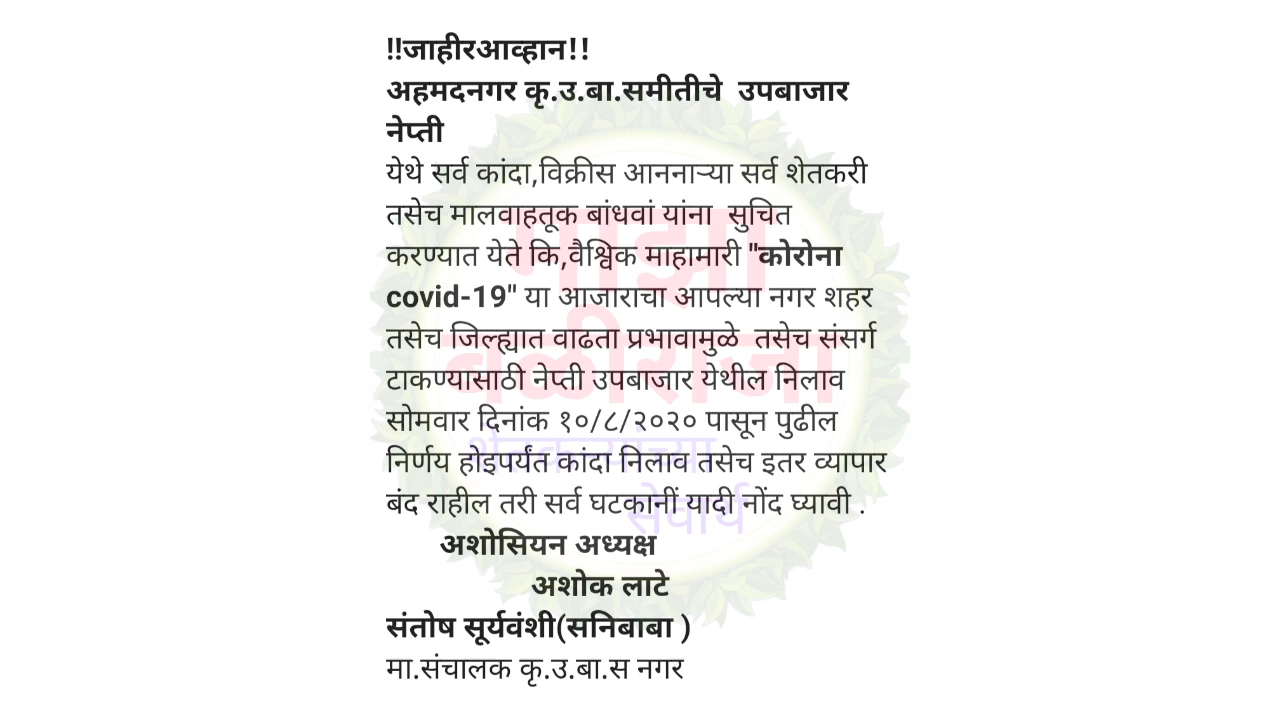 !!जाहीरआव्हान!!
अहमदनगर कृ.उ.बा.समीतीचे उपबाजार
नेप्ती
येथे सर्व कांदा,विक्रीस आननाऱ्या सर्व शेतकरी
तसेच मालवाहतूक बांधवां यांना सुचित
करण्यात येते कि,वैश्विक माहामारी "कोरोना
covid-19" या आजाराचा आपल्या नगर शहर
तसेच जिल्ह्यात वाढता प्रभावामुळे तसेच संसर्ग
टाकण्यासाठी नेप्ती उपबाजार येथील निलाव
सोमवार दिनांक १०/८/२०२० पासून पुढील
निर्णय होइपर्यंत कांदा निलाव तसेच इतर व्यापार
बंद राहील तरी सर्व घटकानीं यादी नोंद घ्यावी .
अशोसियन अध्यक्ष
अशोक लाटे
संतोष सूर्यवंशी(सनिबाबा )
मा.संचालक कृ.उ.बा.स नगर
माझा
बळीराजा
शेतकऱ्यांच्या
सेवार्थ